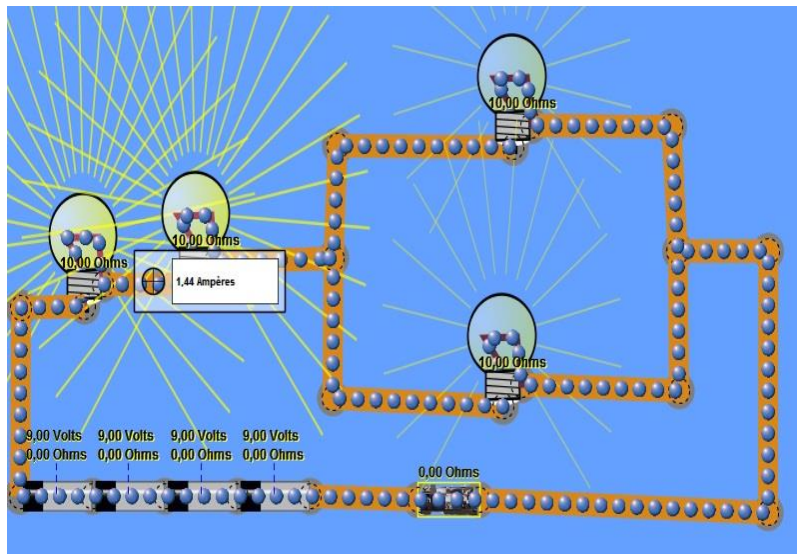 10,00 Ohms
10,00 Ohms
10,00 Ohms
1,44 Ampères
10,00 Ohms
9,00 Volts 9,00 Volts 9,00 Volts 9,00 Volts
0,00 Ohms 0,00 Ohms 0,00 Ohms 0,00 Ohms
0,00 Ohms